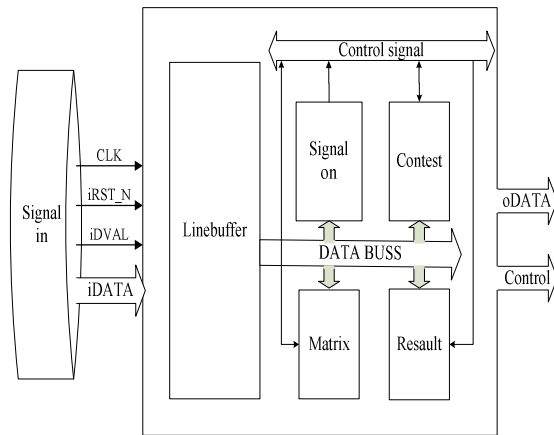 Control signal
CLK
iRST_N
iDVAL
iDATA
Signal
in
Linebuffer
Signal
on
Contest
DATA BUSS
Matrix
Resault
oDATA
Control